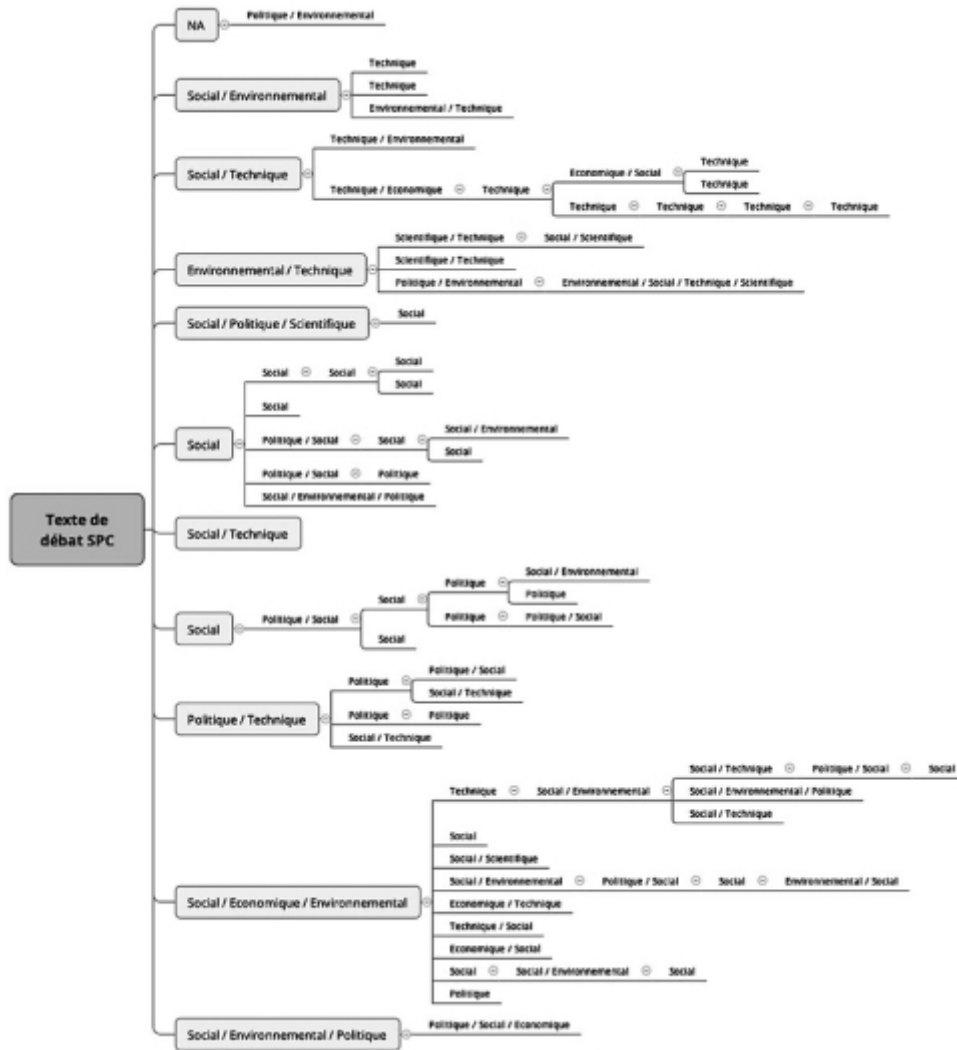 Texte de
débat SPC
NA
Politique / Environnemental
Social / Environnemental
Technique
Technique
Environnemental / Technique
Social / Technique
Technique / Environnemental
Technique / Economique
Technique
Economique / Social
Technique
Technique
Technique
Technique
Technique
Technique
Environnemental / Technique
Scientifique / Technique
Social / Scientifique
Scientifique / Technique
Politique / Environnemental
Environnemental / Social / Technique / Scientifique
Social / Politique / Scientifique
Social
Social
Social
Social
Social
Social
Social
Politique / Social
Social
Social / Environnemental
Social
Politique / Social
Politique
Social / Environnemental / Politique
Social / Technique
Social
Politique / Social
Social
Politique
Social / Environnemental
Politique
Politique
Politique / Social
Social
Politique / Technique
Politique
Politique / Social
Social / Technique
Politique
Politique
Social / Technique
Social / Economique / Environnemental
Technique
Social / Environnemental
Social / Technique
Politique / Social
Social
Social / Environnemental / Politique
Social / Technique
Social
Social / Scientifique
Social / Environnemental
Politique / Social
Social
Environnemental / Social
Economique / Technique
Technique / Social
Economique / Social
Social
Social / Environnemental
Social
Politique
Social / Environnemental / Politique
Politique / Social / Economique